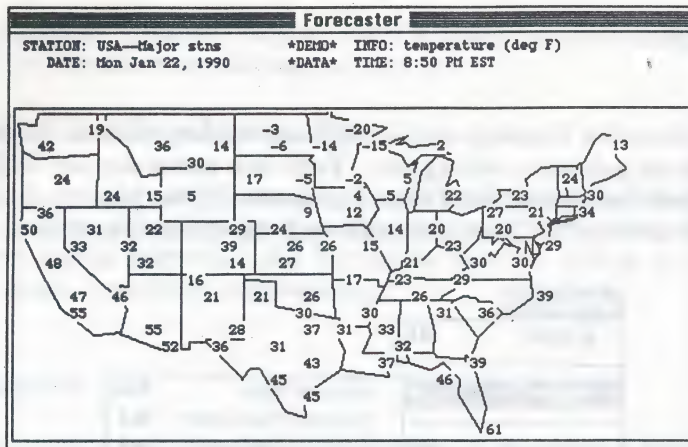 Forecaster
STATION: USA--Major stns *DEMO* INFO: temperature (deg F)
DATE: Mon Jan 22, 1990 *DATA* TIME: 8:50 PM EST
19 -3 -20
42 36 14 -6 -14 -15 2 13
30
24 17 -5 -2 5 24
24 15 5 4 5 22 23 30
36 9 12 27 21 34
50 31 22 29 24 14 20 20 N
33 32 39 26 26 15 23 29
48 32 14 27 21 30 30
16 17 23 29
47 46 21 21 26 26 39
55 30 30 31 36
55 28 37 31 33
52 36 31 32
43 37 39
45 46
45
61